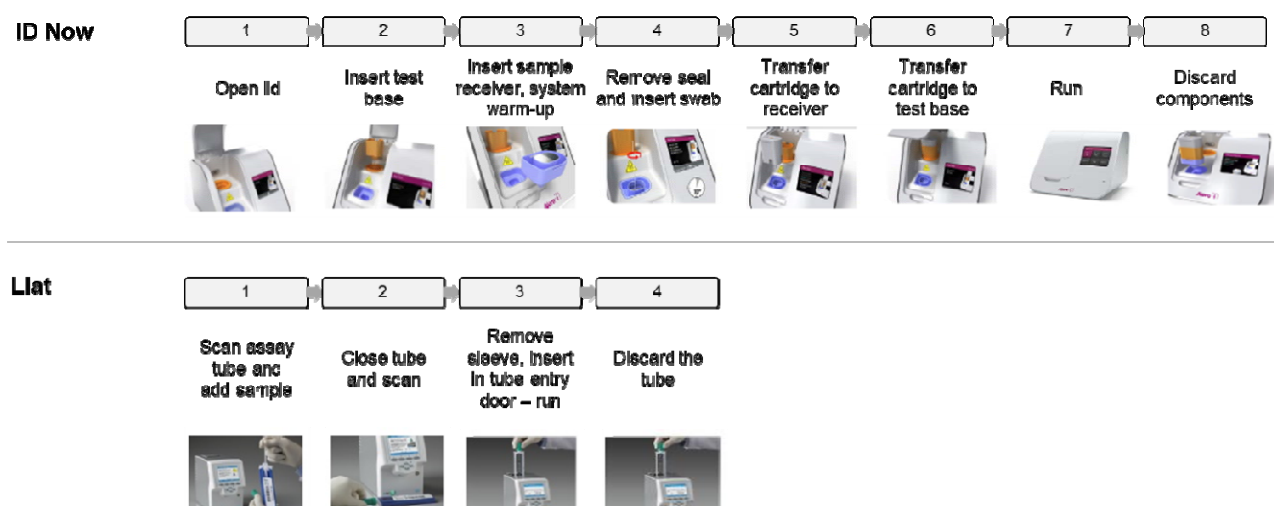 ID Now
1
2
3
4
5
6
7
8
Open lid
Insert test
base
Insert sample
receiver, system
warm-up
Remove seal
and insert swab
Transfer
cartridge to
receiver
Transfer
cartridge to
test base
Run
Discard
components
Liat
1
2
3
4
Scan assay
tube and
add sample
Close tube
and scan
Remove
sleeve, insert
in tube entry
door – run
Discard the
tube